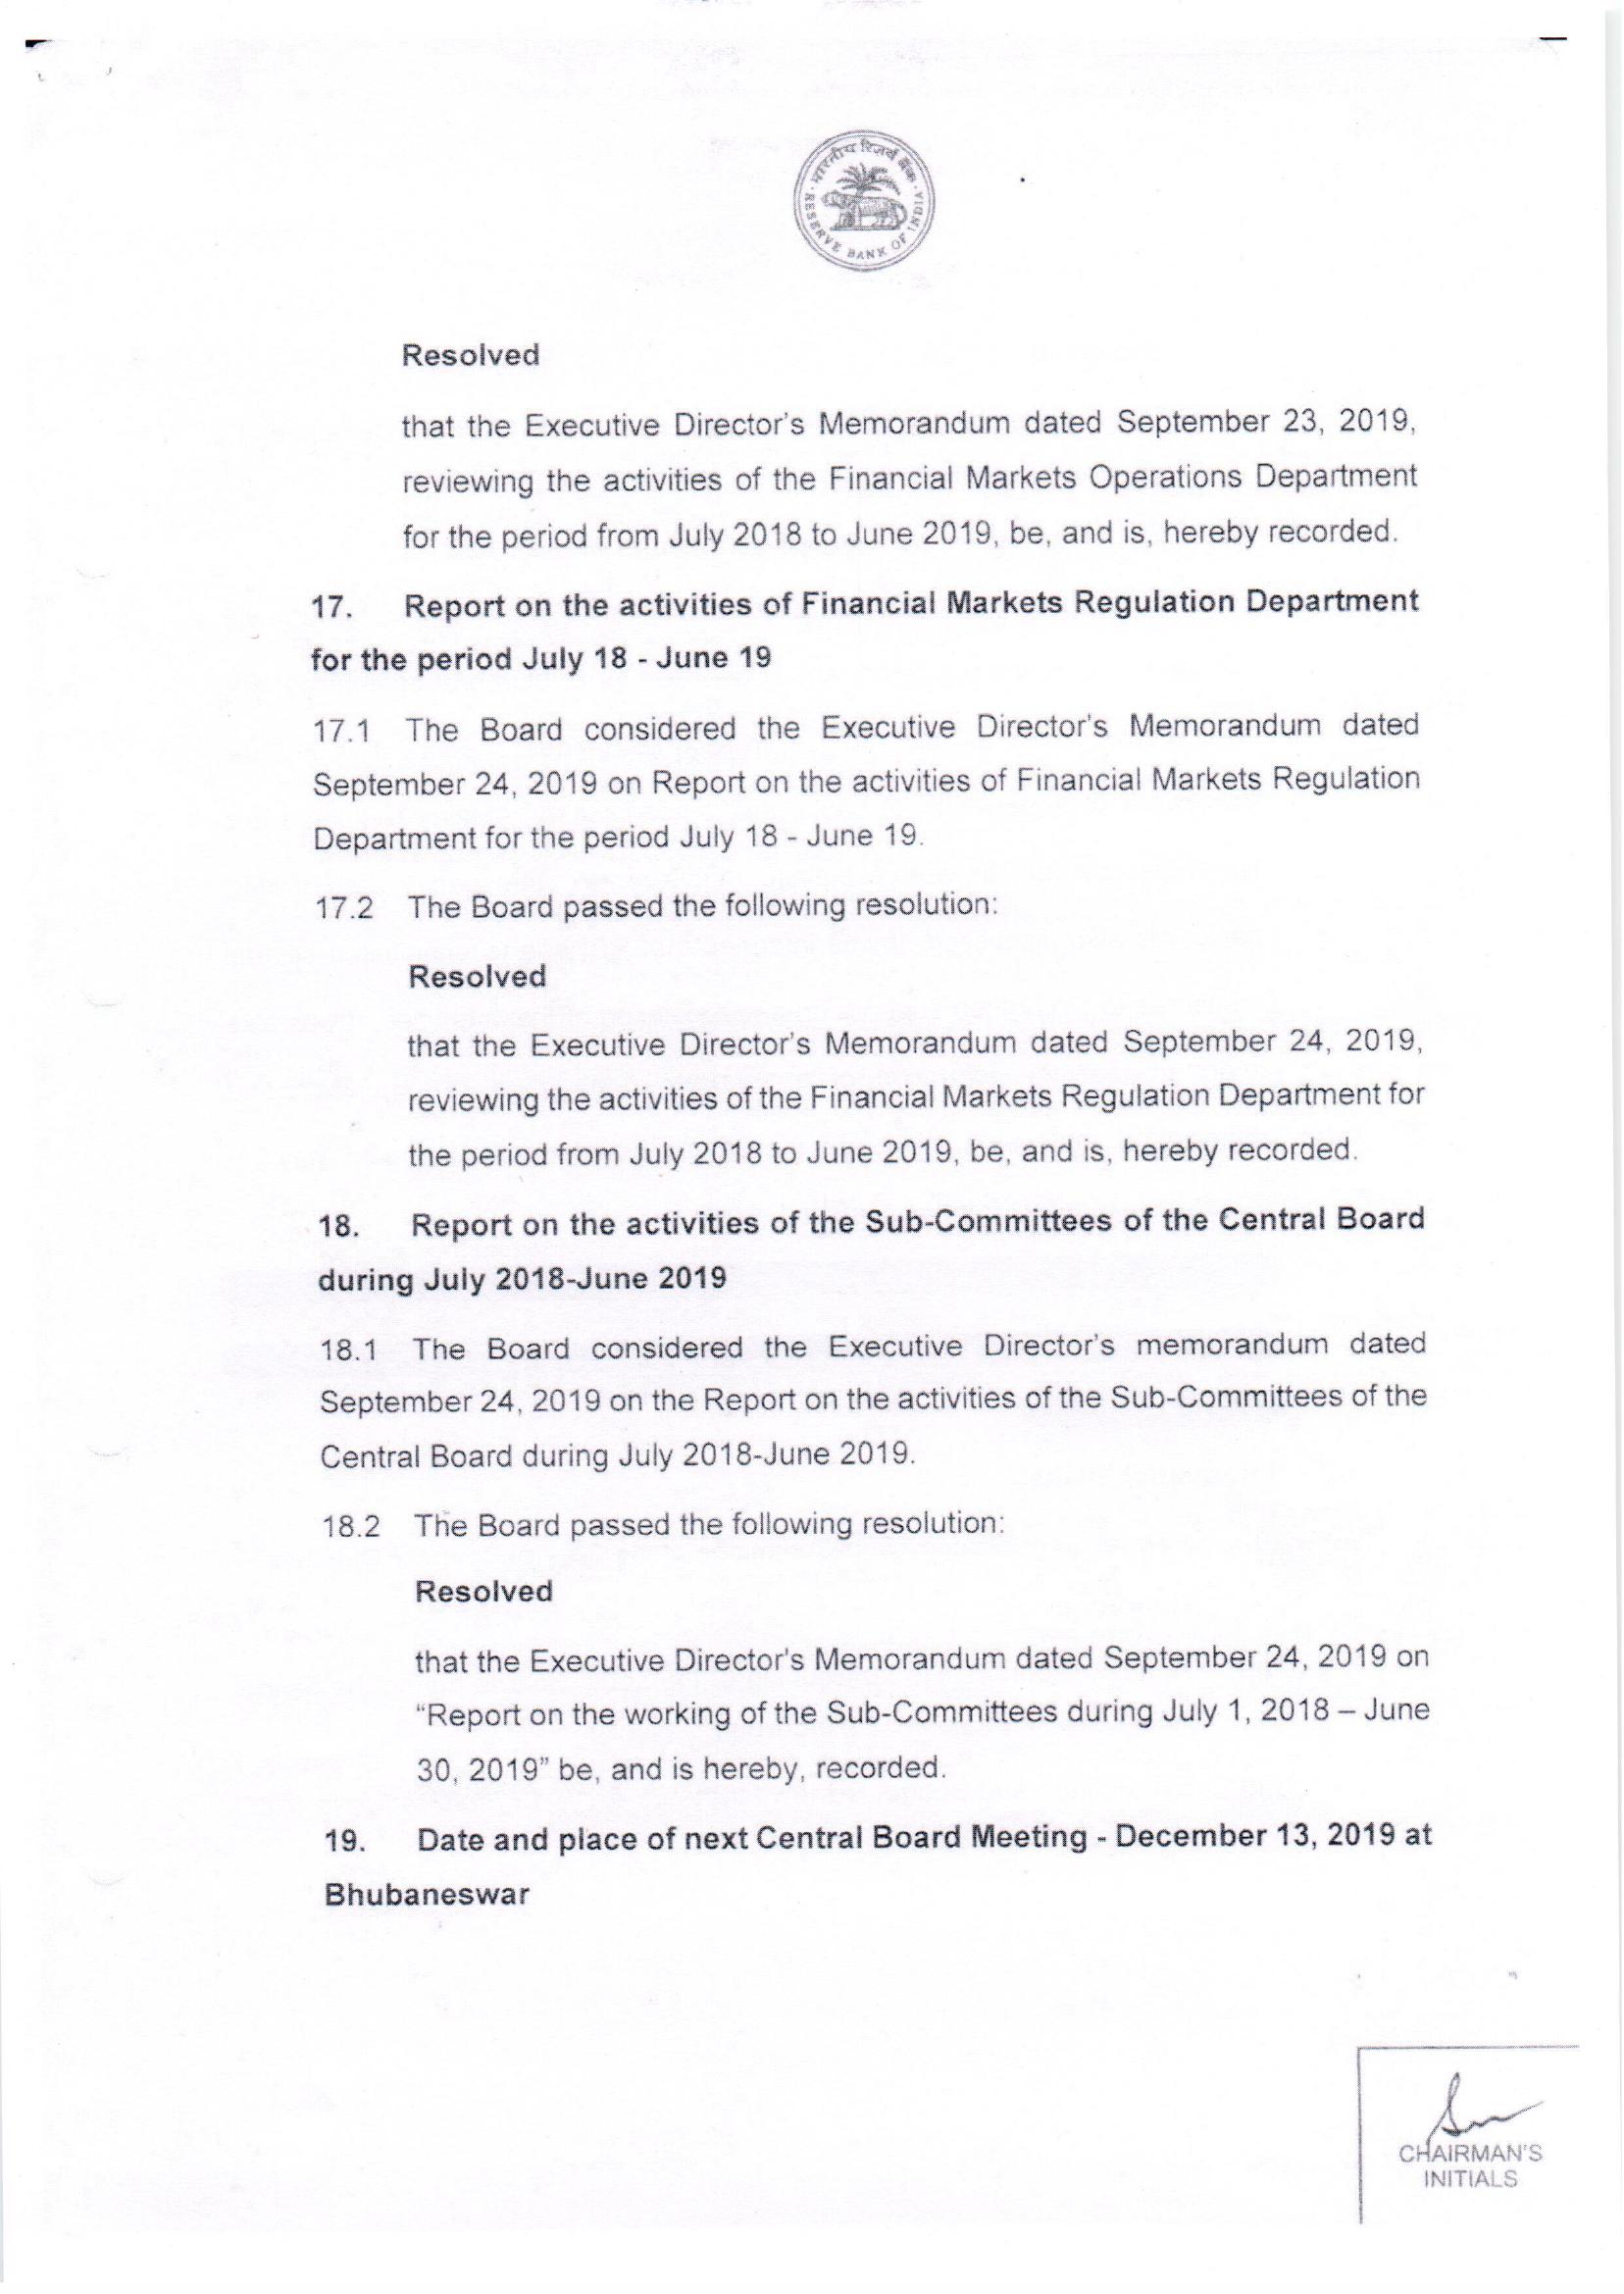 भारतीय रिज़र्व बैंक
RESERVE BANK OF INDIA
Resolved
that the Executive Director's Memorandum dated September 23, 2019,
reviewing the activities of the Financial Markets Operations Department
for the period from July 2018 to June 2019, be, and is, hereby recorded.
17. Report on the activities of Financial Markets Regulation Department
for the period July 18 - June 19
17.1 The Board considered the Executive Director's Memorandum dated
September 24, 2019 on Report on the activities of Financial Markets Regulation
Department for the period July 18 - June 19.
17.2 The Board passed the following resolution:
Resolved
that the Executive Director's Memorandum dated September 24, 2019,
reviewing the activities of the Financial Markets Regulation Department for
the period from July 2018 to June 2019, be, and is, hereby recorded.
18. Report on the activities of the Sub-Committees of the Central Board
during July 2018-June 2019
18.1 The Board considered the Executive Director's memorandum dated
September 24, 2019 on the Report on the activities of the Sub-Committees of the
Central Board during July 2018-June 2019.
18.2 The Board passed the following resolution:
Resolved
that the Executive Director's Memorandum dated September 24, 2019 on
“Report on the working of the Sub-Committees during July 1, 2018 – June
30, 2019” be, and is hereby, recorded.
19. Date and place of next Central Board Meeting - December 13, 2019 at
Bhubaneswar
CHAIRMAN'S
INITIALS